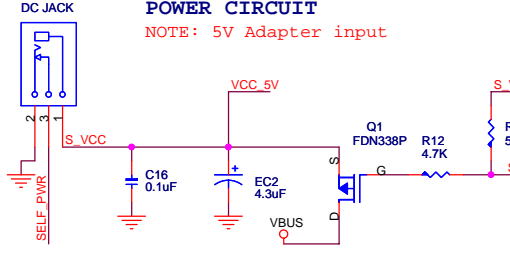 DC JACK
POWER CIRCUIT
NOTE: 5V Adapter input
VCC_5V
2
3
1
S_VCC
Q1
FDN338P
R12
4.7K
S
G
D
C16
0.1uF
EC2
4.3uF
SELF_PWR
VBUS